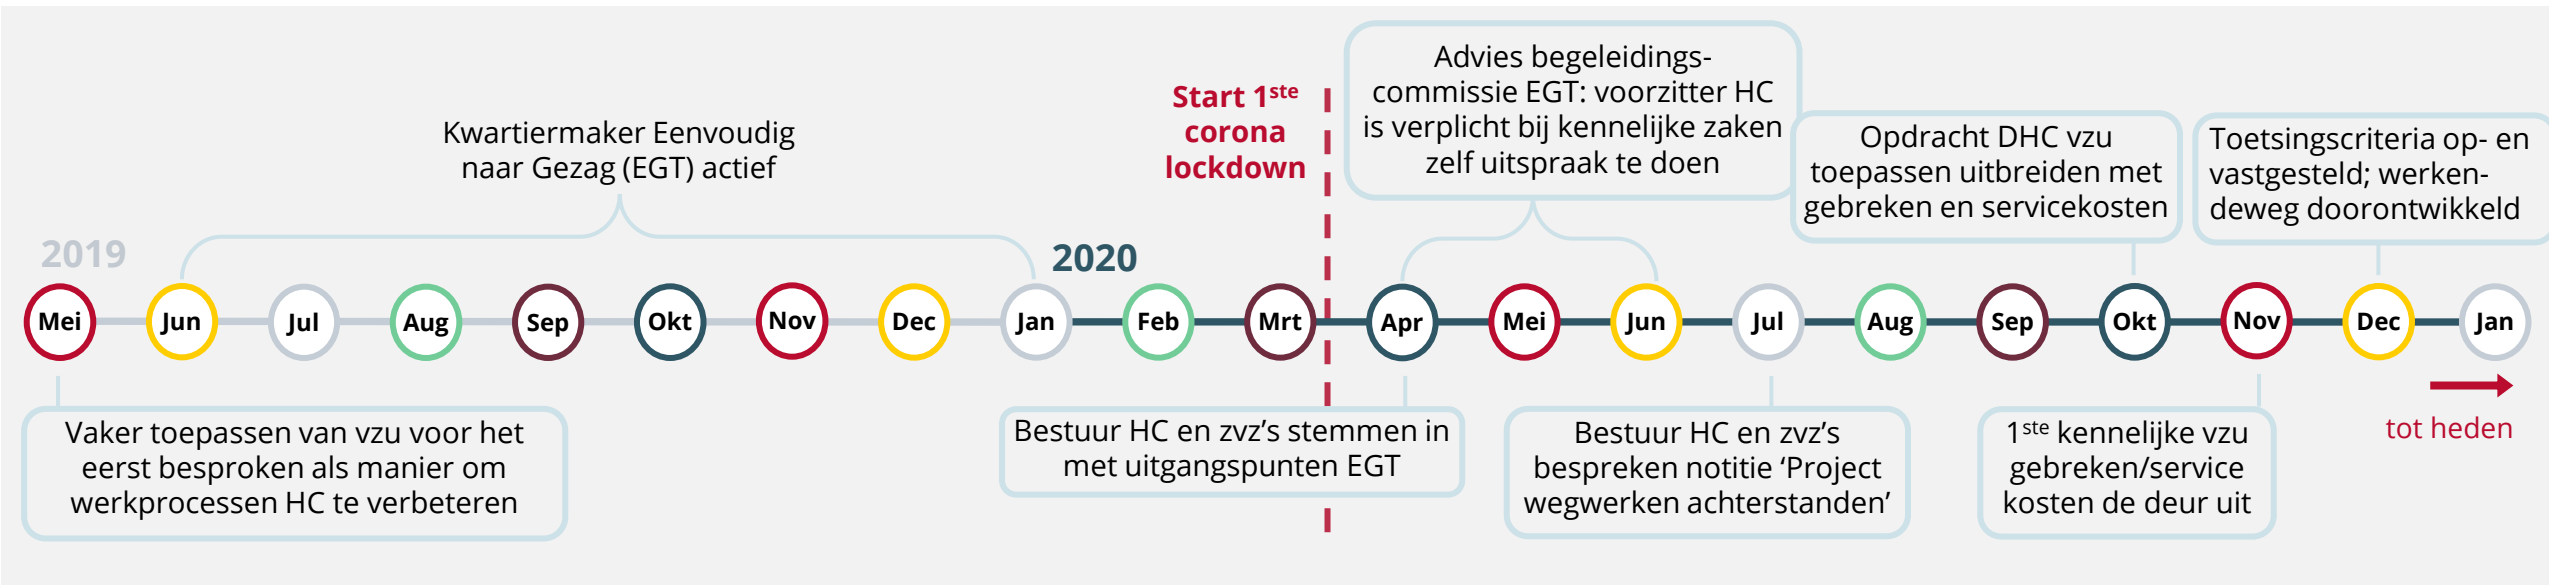 2019
Kwartiermaker Eenvoudig
naar Gezag (EGT) actief
2020
Start 1ste
corona
lockdown
Advies begeleidings-
commissie EGT: voorzitter HC
is verplicht bij kennelijke zaken
zelf uitspraak te doen
Opdracht DHC vzu
toepassen uitbreiden met
gebreken en servicekosten
Toetsingscriteria op- en
vastgesteld; werken-
deweg doorontwikkeld
Mei Jun Jul Aug Sep Okt Nov Dec Jan Feb Mrt Apr Mei Jun Jul Aug Sep Okt Nov Dec Jan
Vaker toepassen van vzu voor het
eerst besproken als manier om
werkprocessen HC te verbeteren
Bestuur HC en zvz’s stemmen in
met uitgangspunten EGT
Bestuur HC en zvz’s
bespreken notitie ‘Project
wegwerken achterstanden’
1ste kennelijke vzu
gebreken/service
kosten de deur uit
tot heden